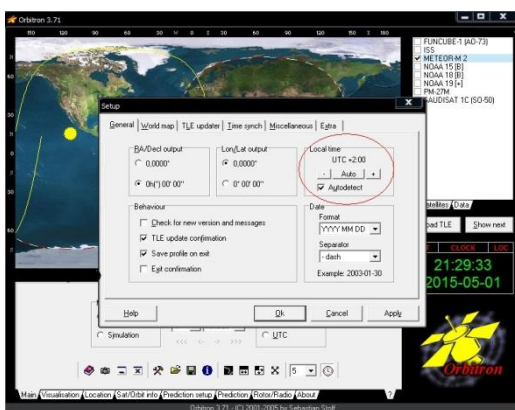 Orbitron 3.71
FUNCUBE-1 (AO-73)
ISS
METEOR-M 2
NOAA 15 [B]
NOAA 18 [B]
NOAA 19 [+]
PM-27M
SAUDISAT 1C (SO-50)
Setup
General World map TLE updater Time synch Miscellaneous Extra
RA/Decl output
0,0000°
0h(°) 00' 00"
Lon/Lat output
0,0000°
0° 00' 00"
Local time
UTC +2:00
- Auto +
Autodetect
Behaviour
Check for new version and messages
TLE update confirmation
Save profile on exit
Exit confirmation
Date
Format
YYYY MM DD
Separator
- dash
Example: 2003-01-30
Help Ok Cancel Apply
Data
Load TLE Show next
CLOCK LOC
21:29:33
2015-05-01
Simulation
UTC
5
Orbitron
Main Visualisation Location Sat/Orbit info Prediction setup Prediction Rotor/Radio About
?
Orbitron 3.71 - (C) 2001-2005 by Sebastian Stoff